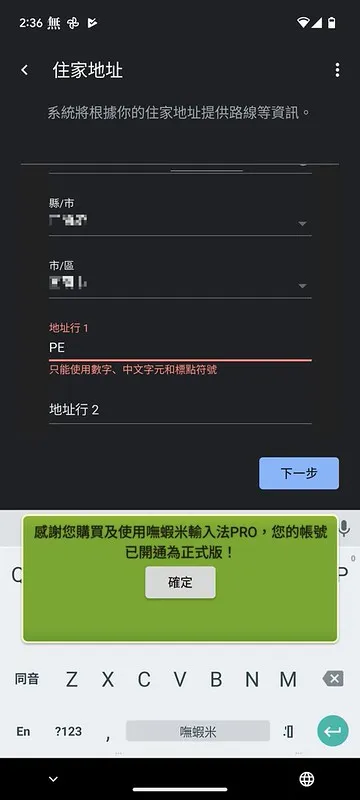 2:36 無
住家地址
系統將根據你的住家地址提供路線等資訊。
縣/市
市/區
地址行 1
PE
只能使用數字、中文字元和標點符號
地址行 2
下一步
感謝您購買及使用嘸蝦米輸入法PRO，您的帳號
已開通為正式版！
確定
Q P 0
同音 Z X C V B N M
En ?123 , 嘸蝦米 .'[]